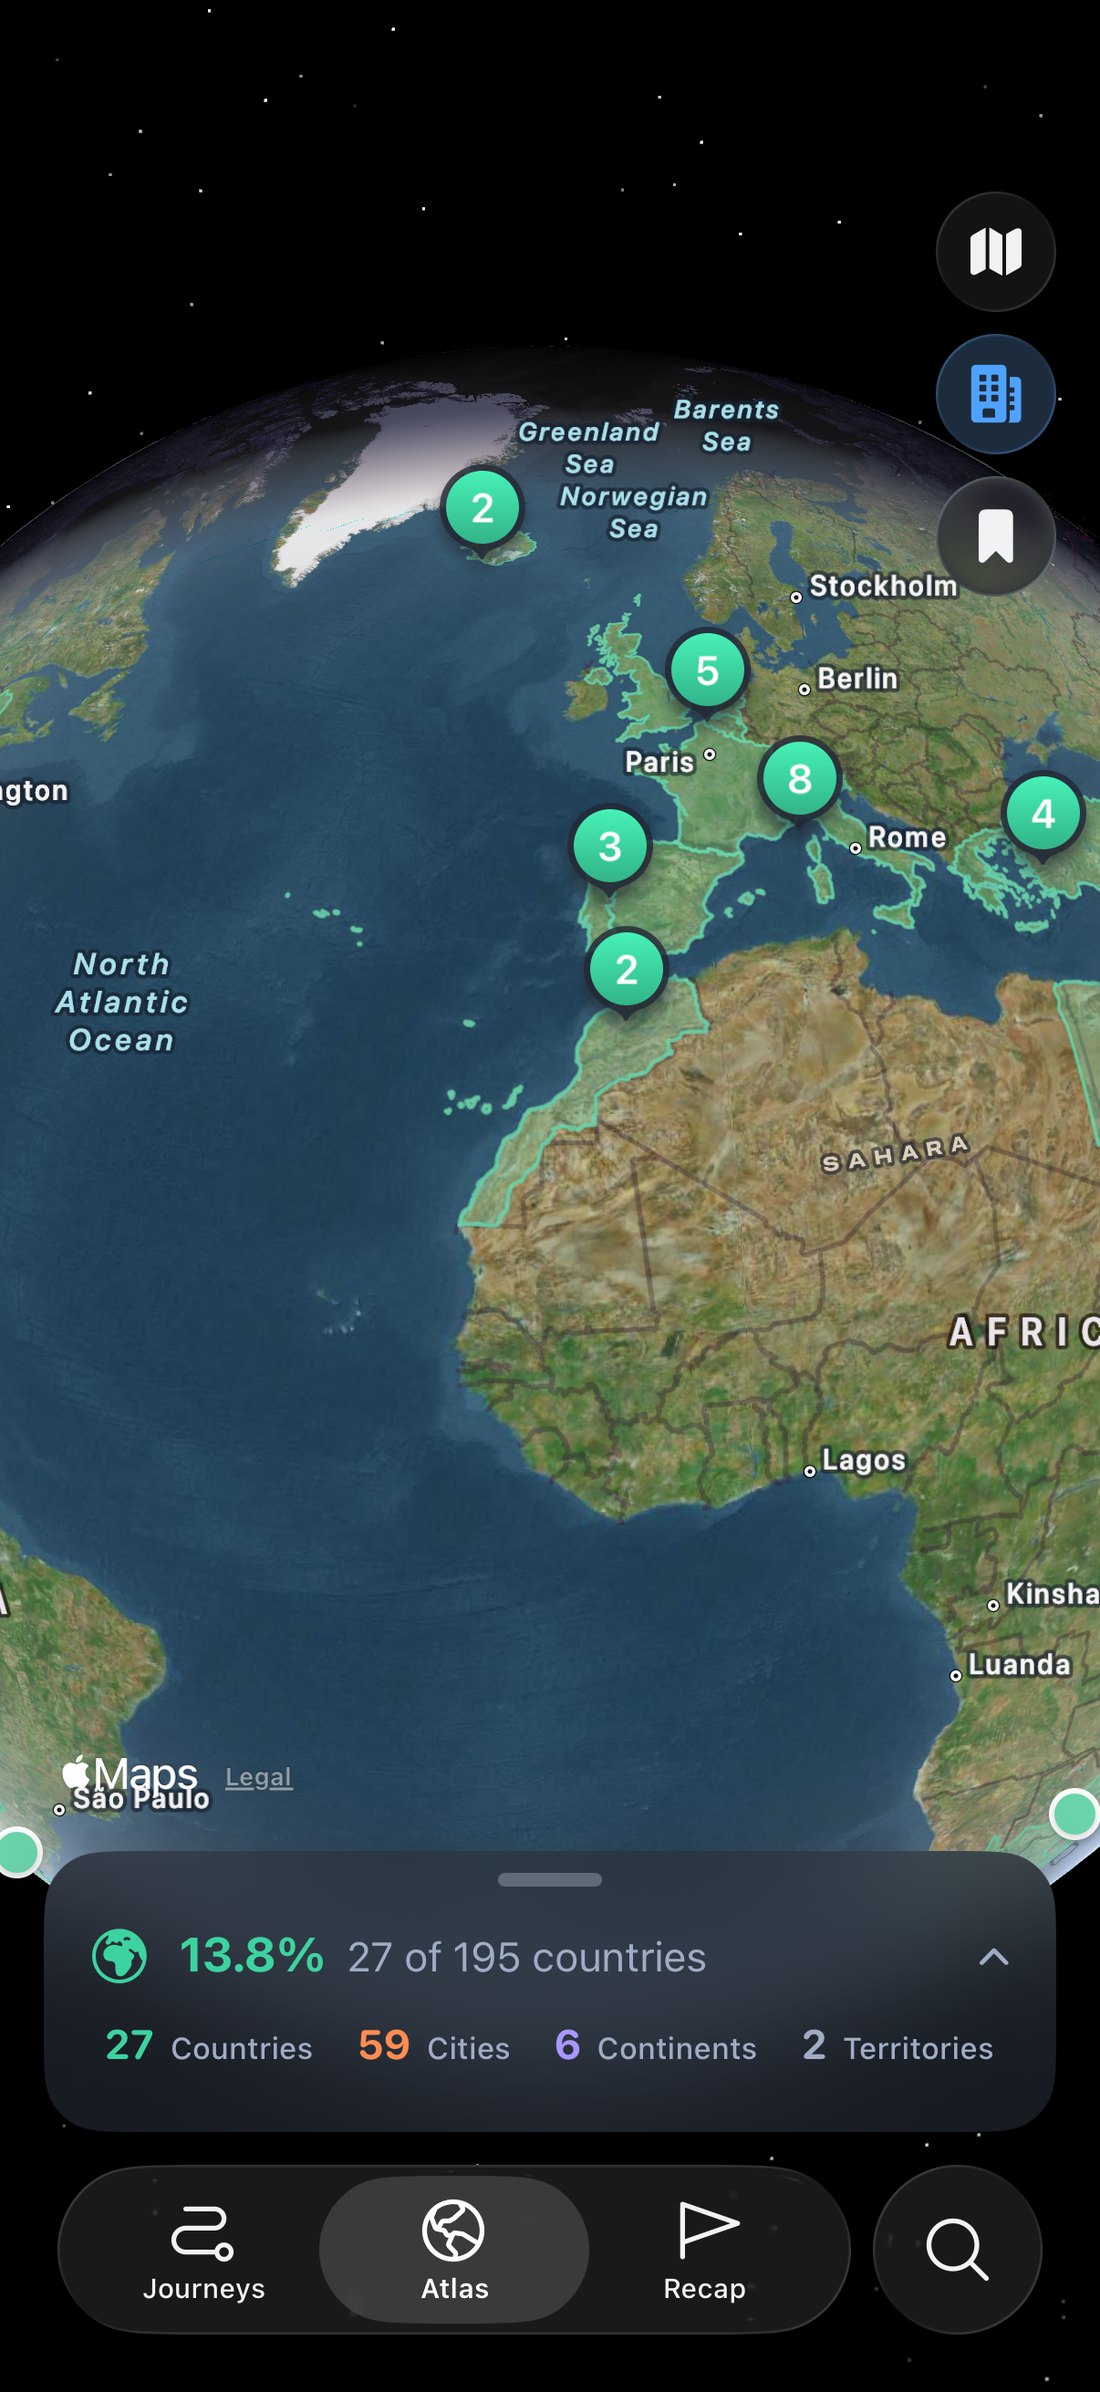 Barents
Sea
Greenland
Sea
2
Norwegian
Sea
Stockholm
5
Berlin
Paris
8
gton
4
3
Rome
2
North
Atlantic
Ocean
SAHARA
AFRIC
Lagos
Kinsha
A
Luanda
Maps
Legal
São Paulo
13.8% 27 of 195 countries
27 Countries 59 Cities 6 Continents 2 Territories
Journeys Atlas Recap